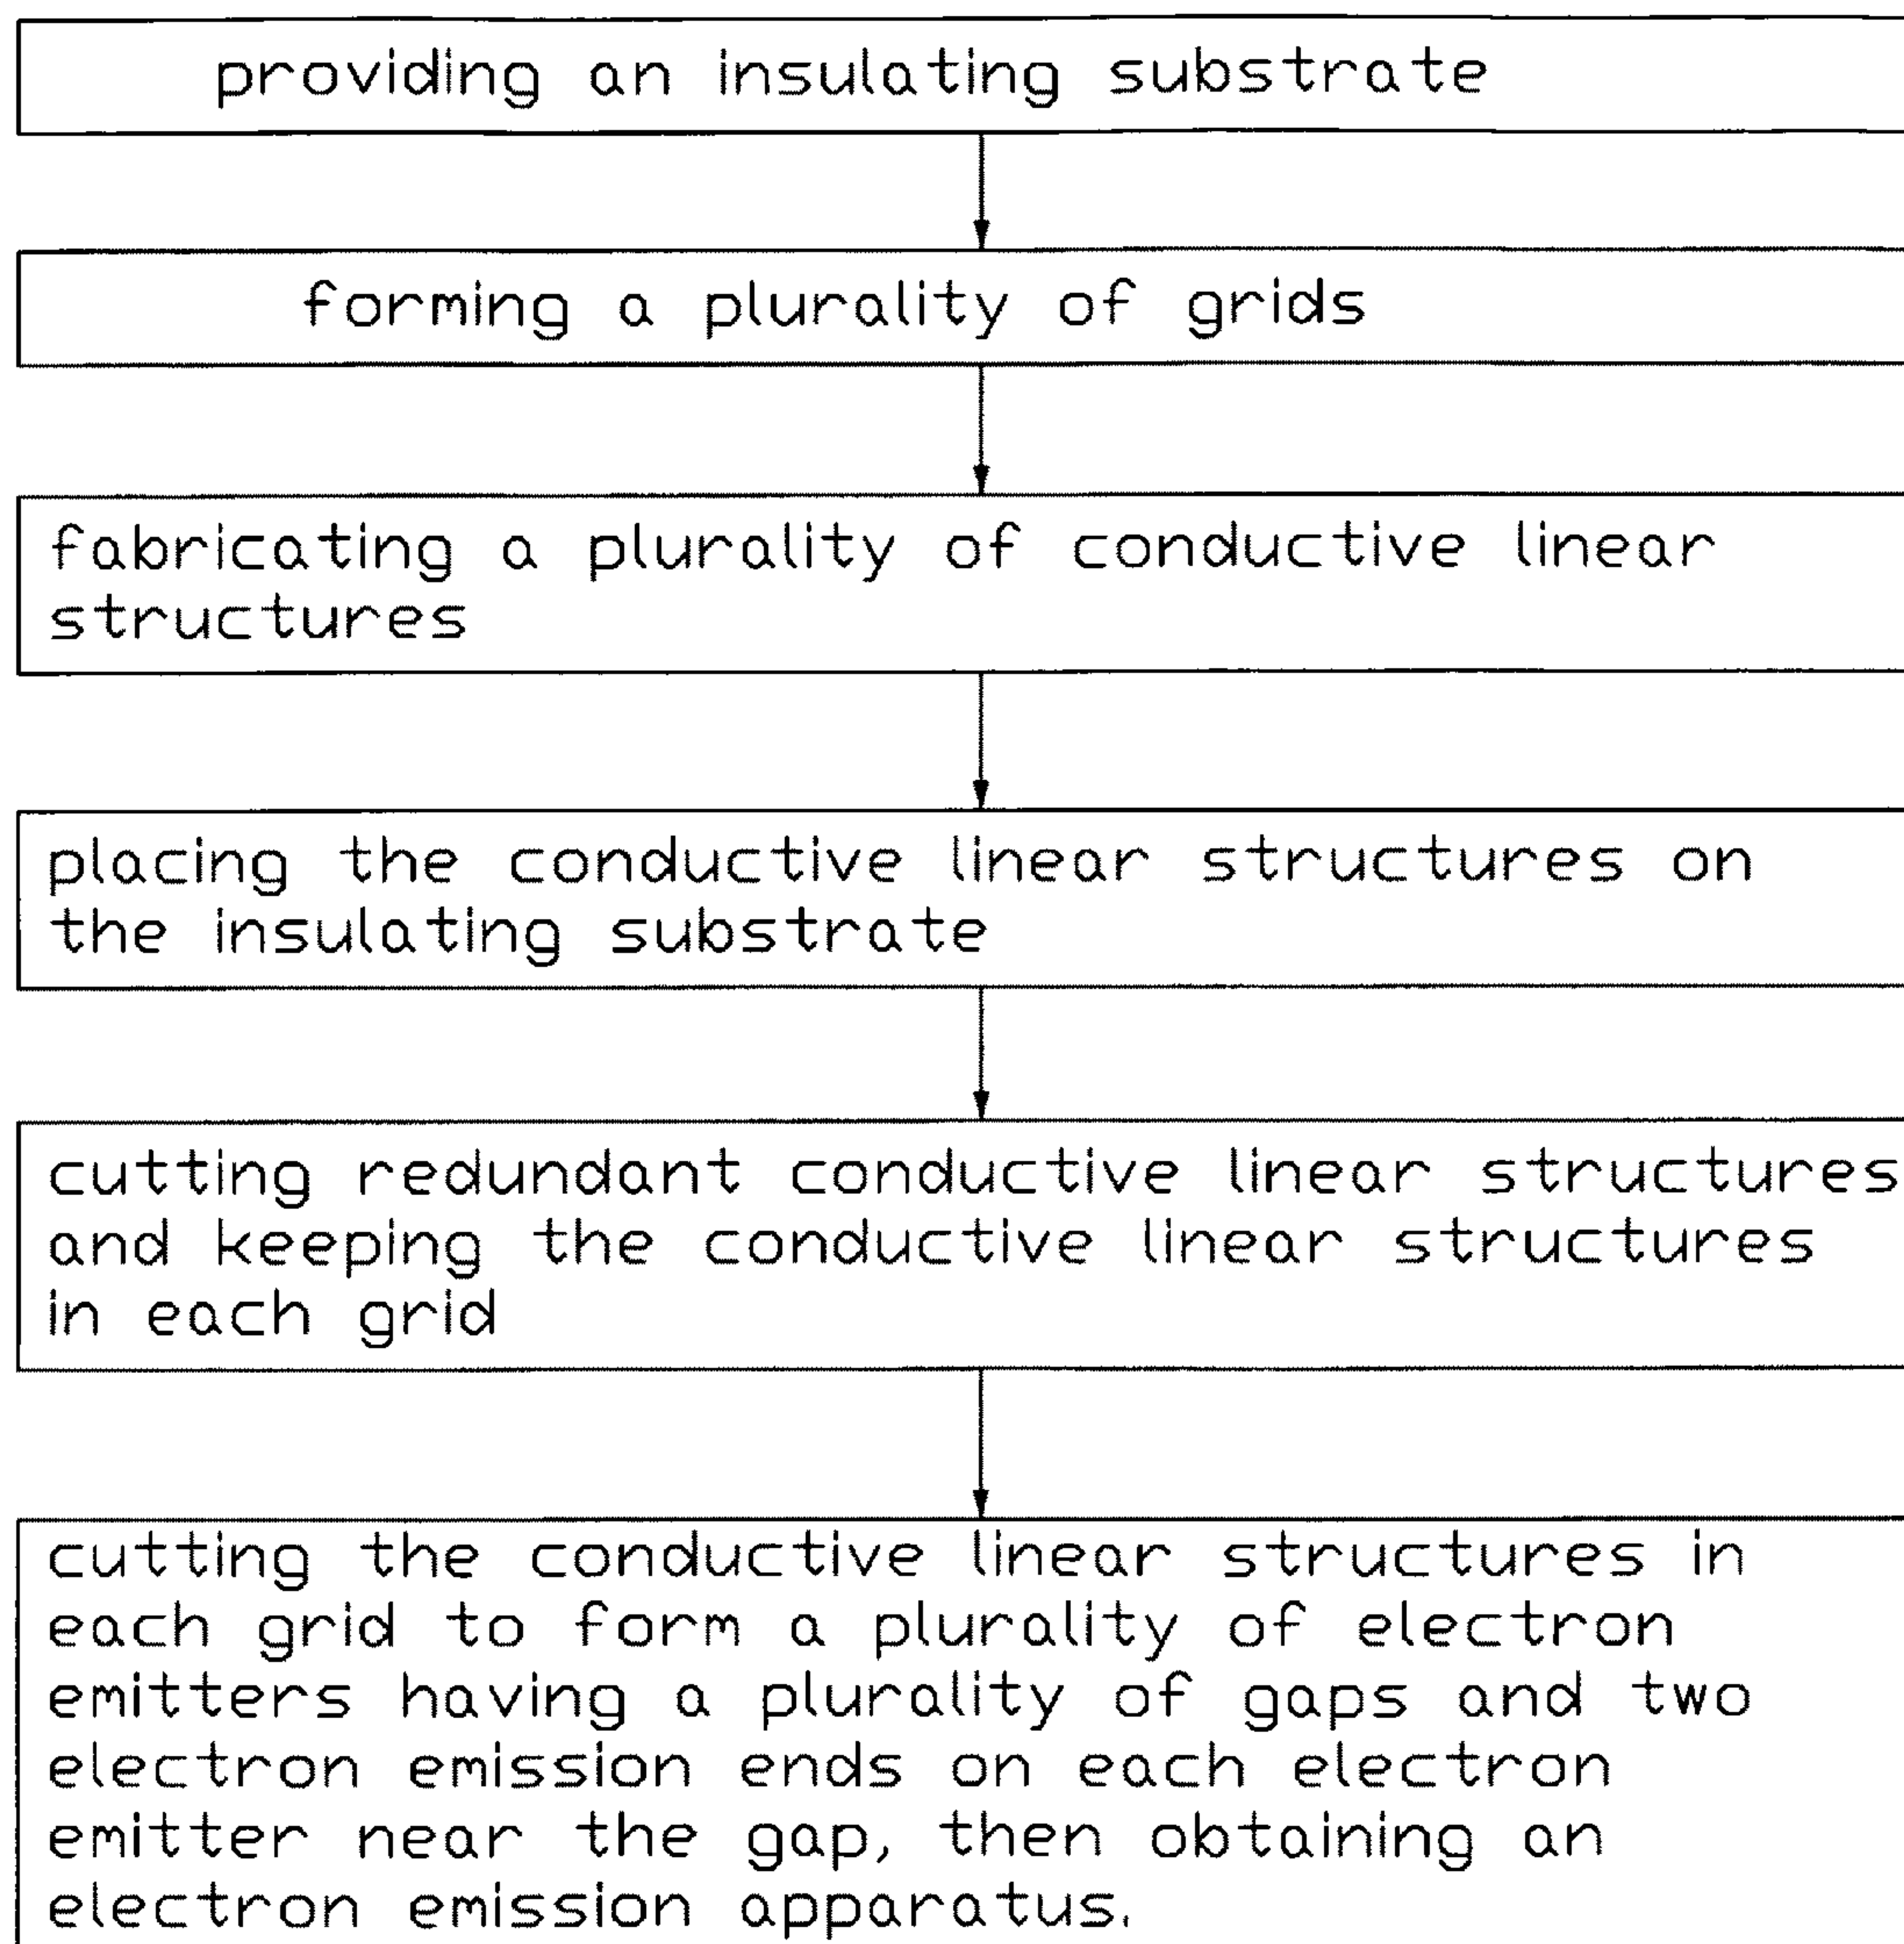 providing an insulating substrate
forming a plurality of grids
fabricating a plurality of conductive linear
structures
placing the conductive linear structures on
the insulating substrate
cutting redundant conductive linear structures
and keeping the conductive linear structures
in each grid
cutting the conductive linear structures in
each grid to form a plurality of electron
emitters having a plurality of gaps and two
electron emission ends on each electron
emitter near the gap, then obtaining an
electron emission apparatus.